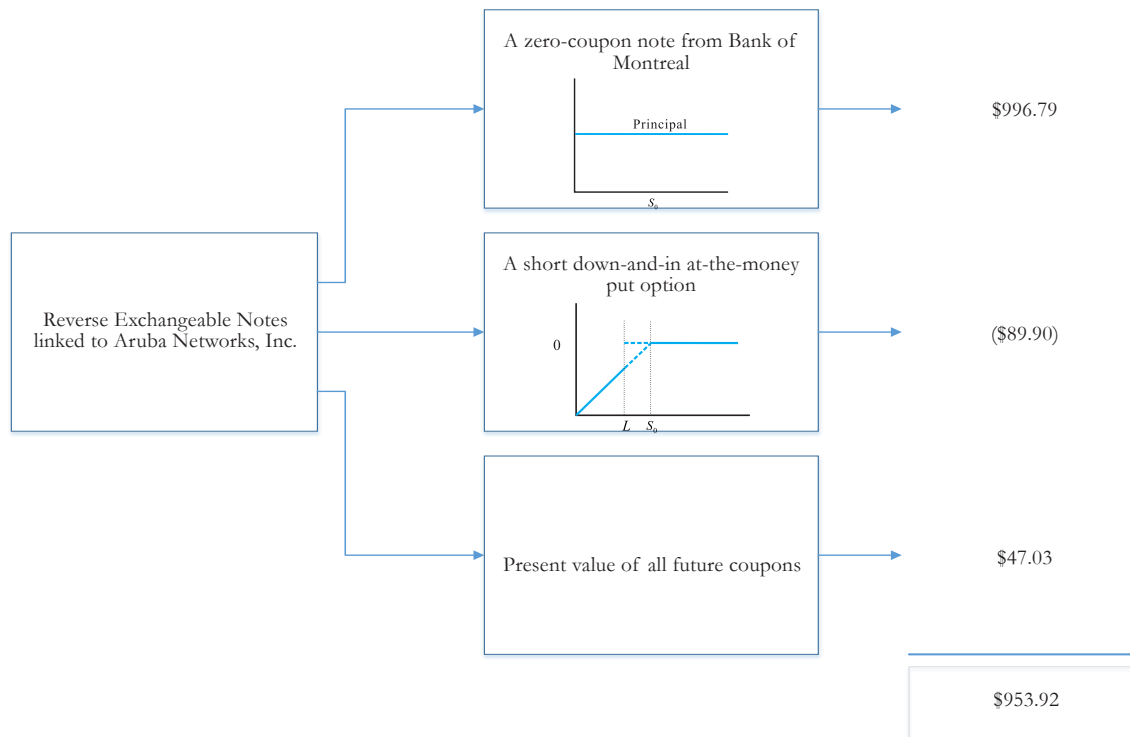 A zero-coupon note from Bank of
Montreal
Principal
S₀
$996.79
Reverse Exchangeable Notes
linked to Aruba Networks, Inc.
A short down-and-in at-the-money
put option
0
L S₀
($89.90)
Present value of all future coupons
$47.03
$953.92